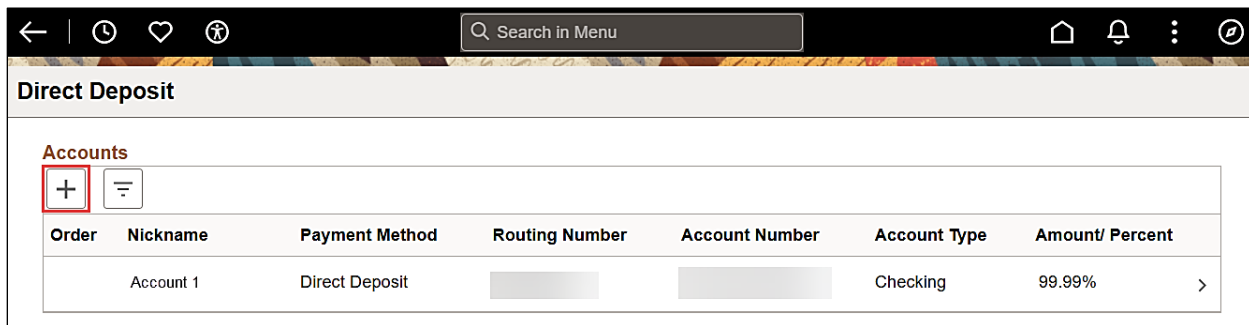 Search in Menu
Direct Deposit
Accounts
Order Nickname Payment Method Routing Number Account Number Account Type Amount/ Percent
Account 1 Direct Deposit Checking 99.99%